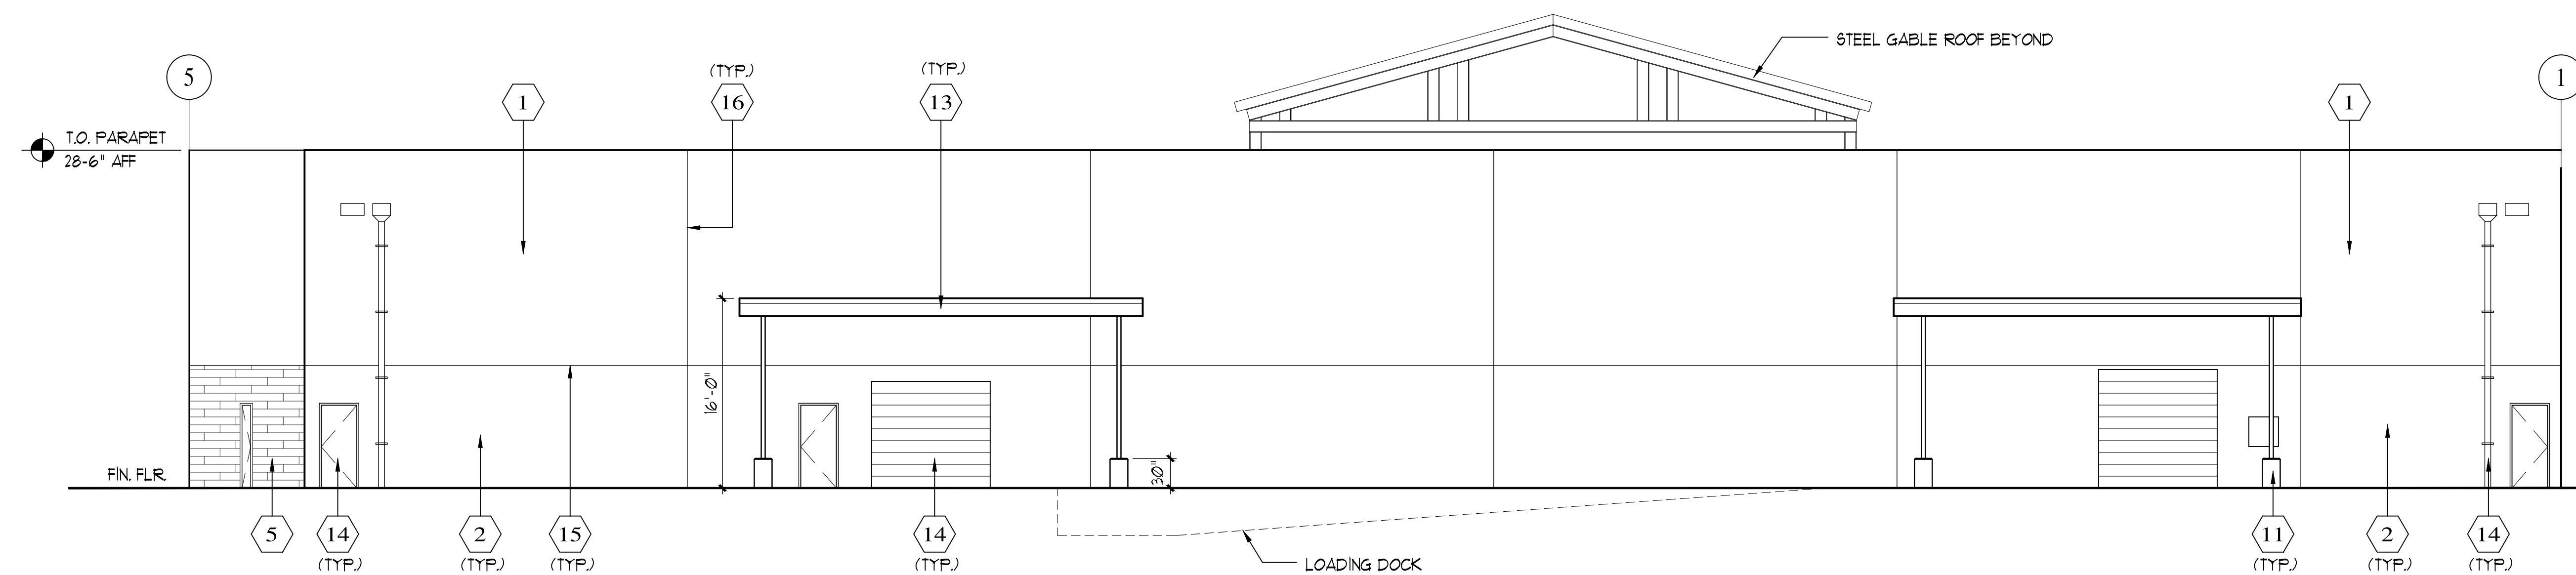 STEEL GABLE ROOF BEYOND
5
1
(TYP.)
(TYP.)
1
16
13
1
T.O. PARAPET
28-6" AFF
16'-0"
30"
FIN. FLR.
5
14
2
15
14
11
2
14
(TYP.)
(TYP.)
(TYP.)
(TYP.)
(TYP.)
(TYP.)
(TYP.)
LOADING DOCK